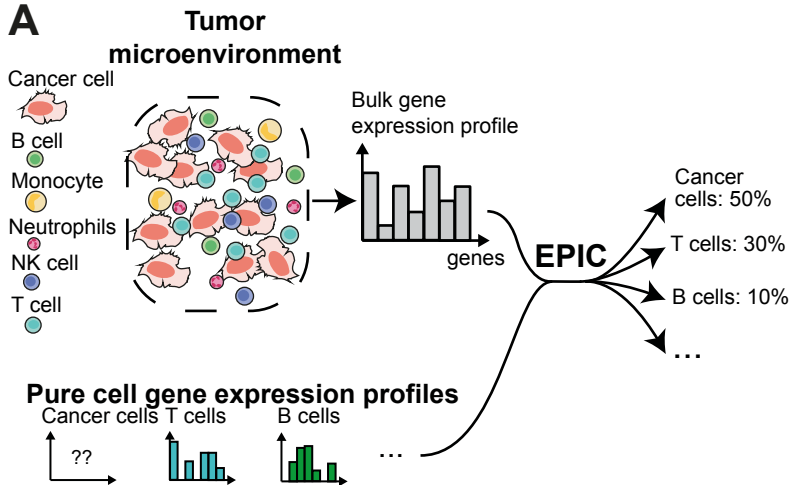 A
Tumor
microenvironment
Cancer cell
B cell
Monocyte
Neutrophils
NK cell
T cell
Bulk gene
expression profile
genes
EPIC
Cancer
cells: 50%
T cells: 30%
B cells: 10%
...
Pure cell gene expression profiles
Cancer cells T cells B cells
??
...